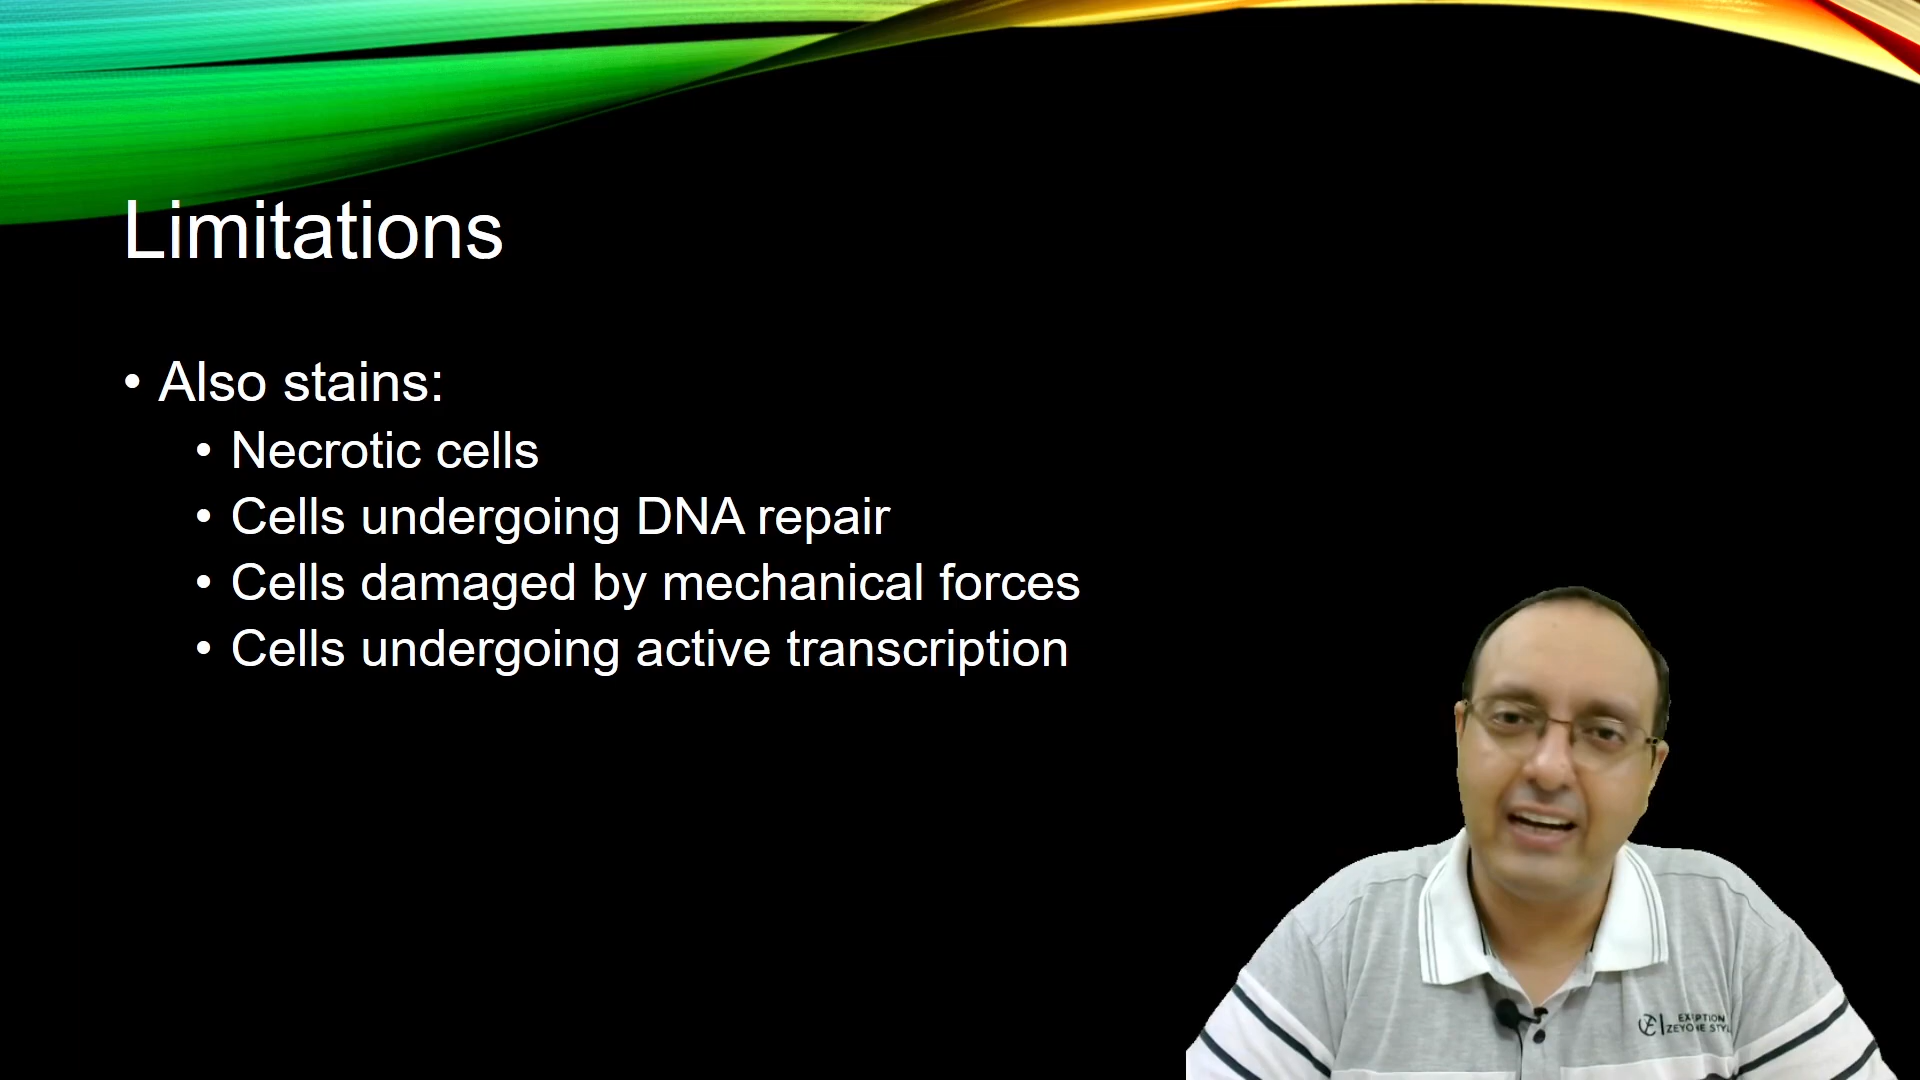 Limitations
• Also stains:
• Necrotic cells
• Cells undergoing DNA repair
• Cells damaged by mechanical forces
• Cells undergoing active transcription